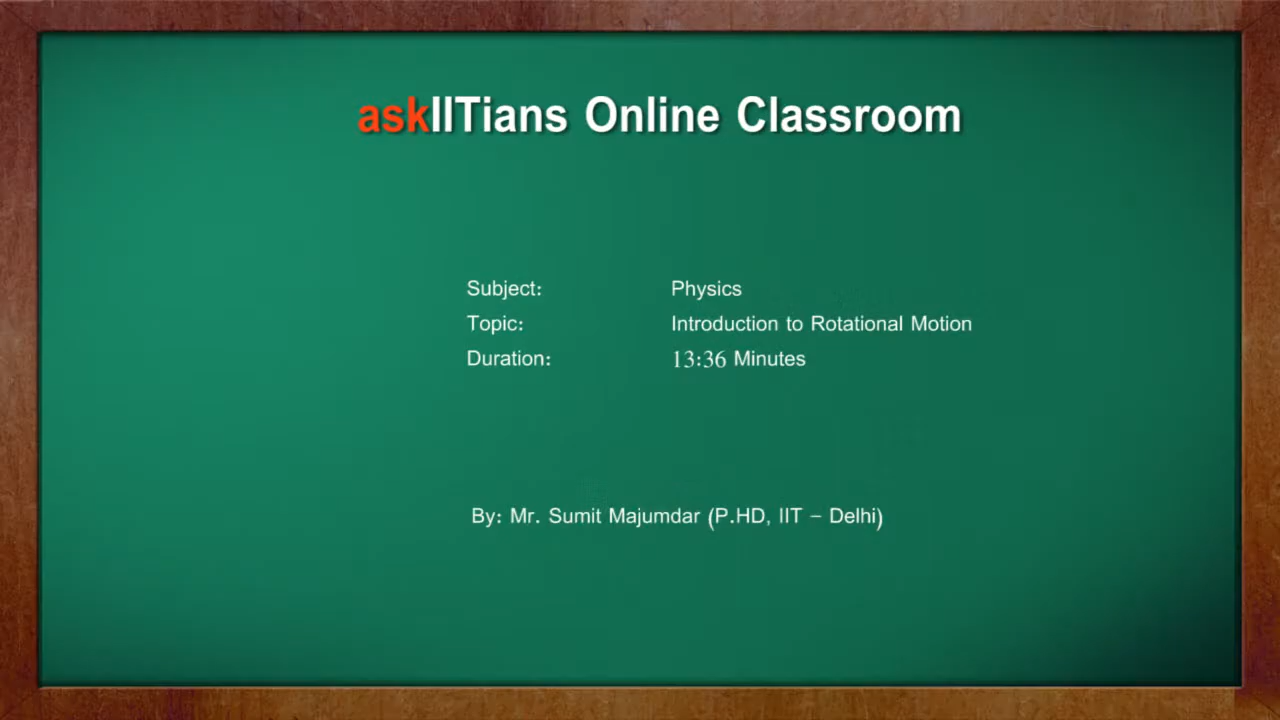 askIITians Online Classroom
Subject: Physics
Topic: Introduction to Rotational Motion
Duration: 13:36 Minutes
By: Mr. Sumit Majumdar (P.HD, IIT – Delhi)